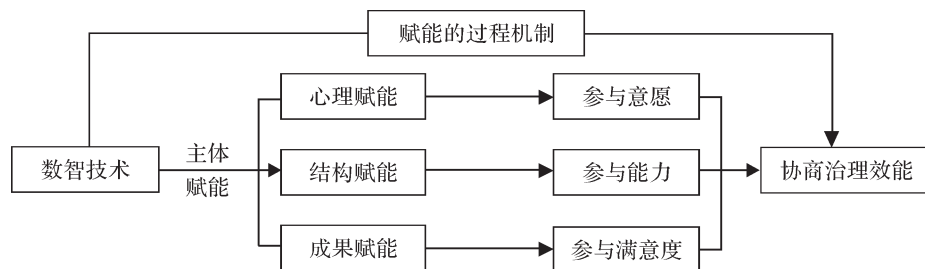 赋能的过程机制
心理赋能
参与意愿
数智技术
主体
赋能
结构赋能
参与能力
协商治理效能
成果赋能
参与满意度